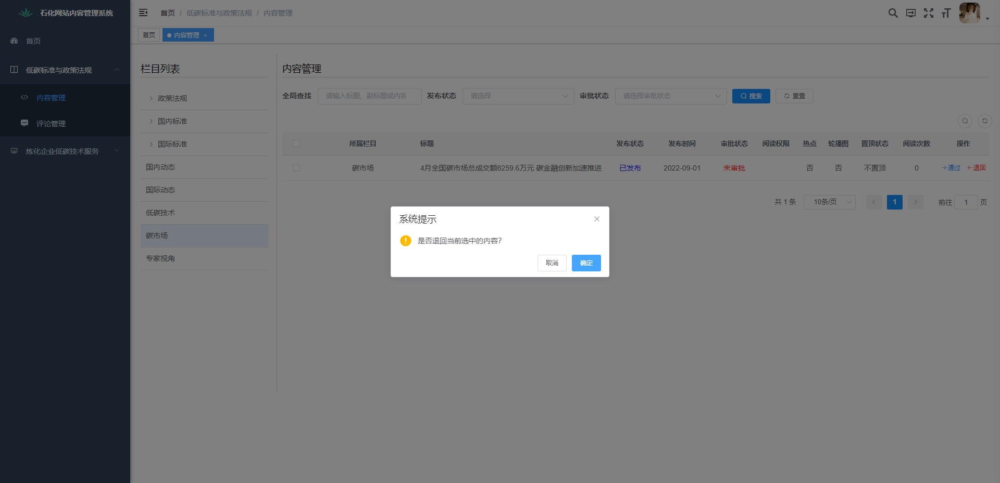 石化网站内容管理系统
首页 / 低碳标准与政策法规 / 内容管理
首页
内容管理 ×
首页
低碳标准与政策法规
内容管理
评论管理
炼化企业低碳技术服务
栏目列表
政策法规
国内标准
国际标准
国内动态
国际动态
低碳技术
碳市场
专家视角
内容管理
全局查找 请输入标题、副标题或内容 发布状态 请选择 审批状态 请选择审批状态 搜索 重置
所属栏目 标题 发布状态 发布时间 审批状态 阅读权限 热点 轮播图 置顶状态 阅读次数 操作
碳市场 4月全国碳市场总成交额8259.6万元 碳金融创新加速推进 已发布 2022-09-01 未审批 否 否 不置顶 0 通过 退回
共 1 条 10条/页 1 前往 1 页
系统提示
是否退回当前选中的内容?
取消 确定